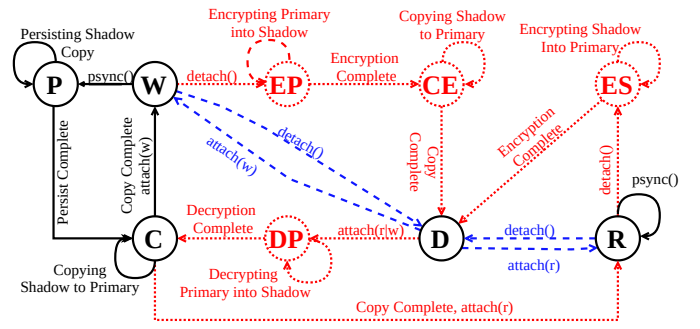 Persisting Shadow
Copy
Encrypting Primary
into Shadow
Copying Shadow
to Primary
Encrypting Shadow
Into Primary
P
psync()
W
detach()
EP
Encryption
Complete
CE
ES
Persist Complete
Copy Complete
attach(w)
detach()
attach(w)
Copy
Complete
Encryption
Complete
detach()
psync()
C
Decryption
Complete
DP
attach(r|w)
D
detach()
attach(r)
R
Copying
Shadow to Primary
Decrypting
Primary into Shadow
Copy Complete, attach(r)